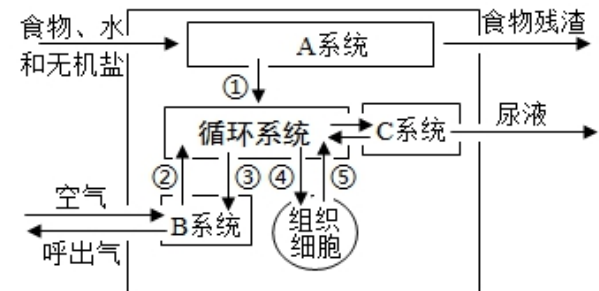 食物、水
和无机盐
A系统
食物残渣
①
循环系统
C系统
尿液
②
③
④
⑤
空气
呼出气
B系统
组织
细胞